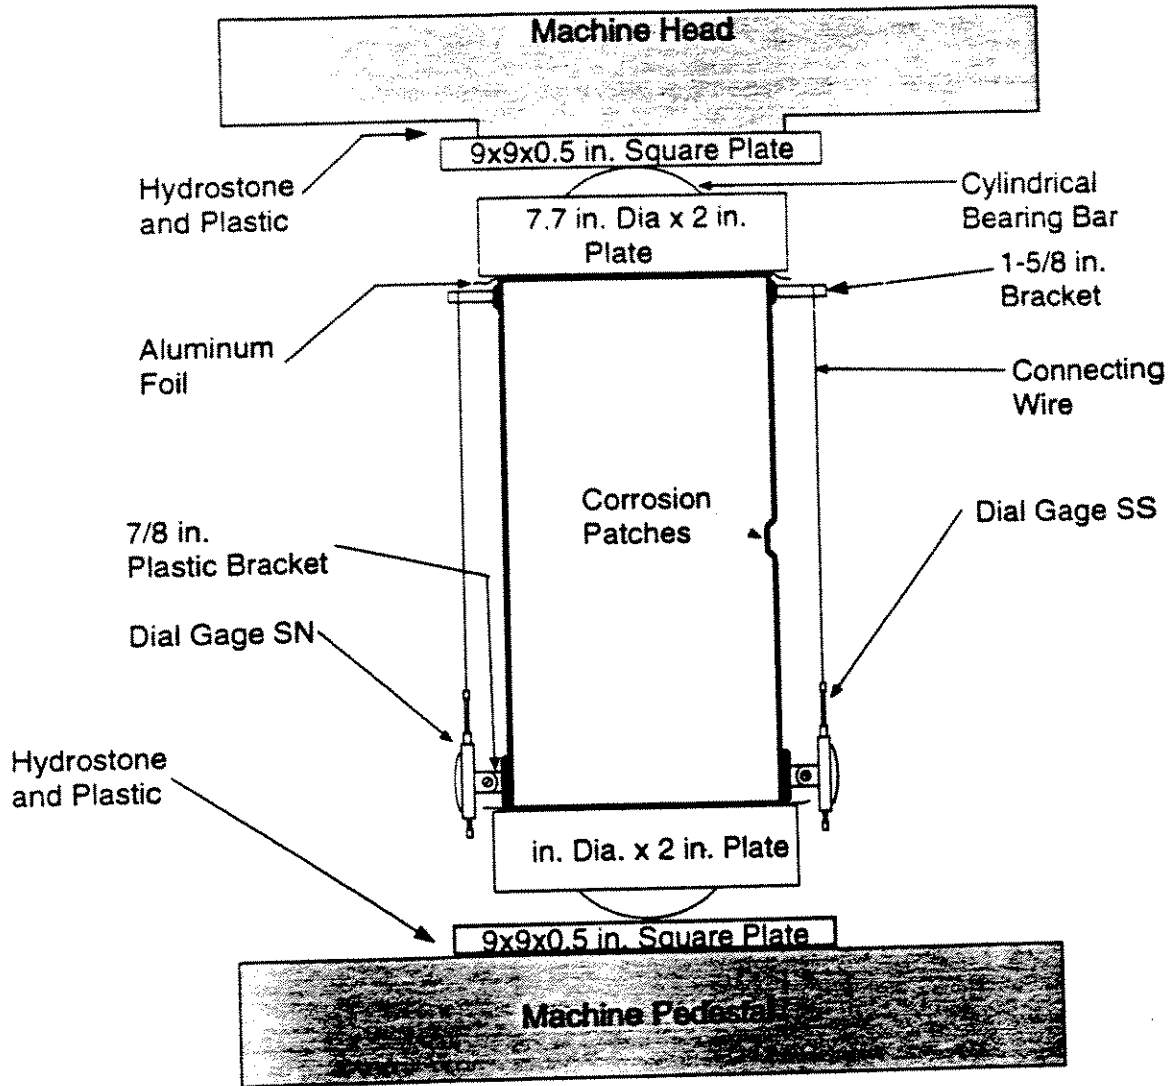 Machine Head
9x9x0.5 in. Square Plate
Hydrostone
and Plastic
Cylindrical
Bearing Bar
7.7 in. Dia x 2 in.
Plate
1-5/8 in.
Bracket
Aluminum
Foil
Connecting
Wire
Corrosion
Patches
Dial Gage SS
7/8 in.
Plastic Bracket
Dial Gage SN
Hydrostone
and Plastic
in. Dia. x 2 in. Plate
9x9x0.5 in. Square Plate
Machine Pedestal